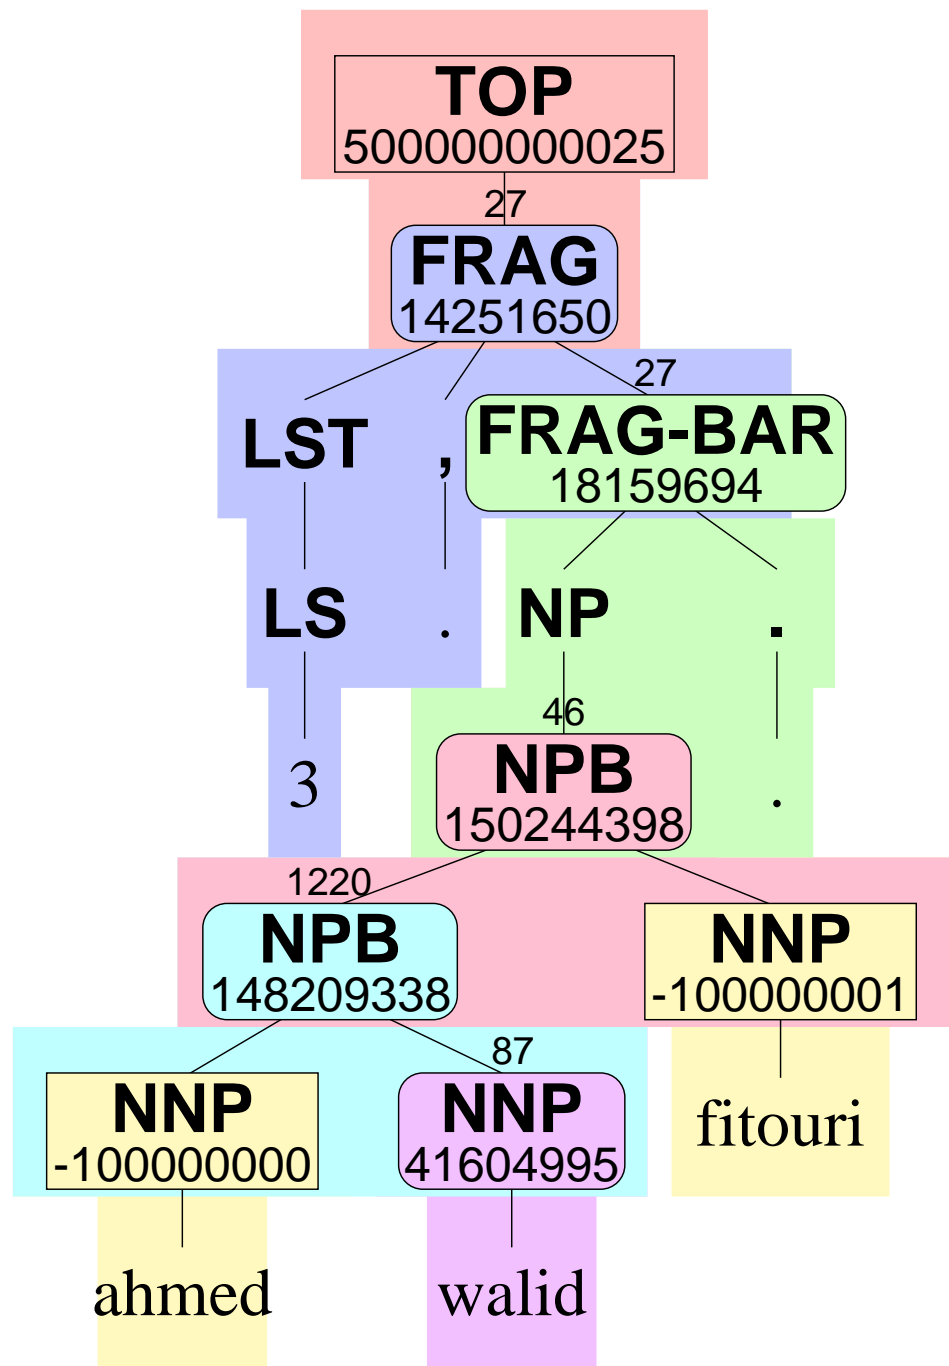 TOP
500000000025
27
FRAG
14251650
27
LST , FRAG-BAR
18159694
LS . NP .
46
3 NPB .
150244398
1220
NPB NNP
148209338 -100000001
87
NNP NNP fitouri
-100000000 41604995
ahmed walid